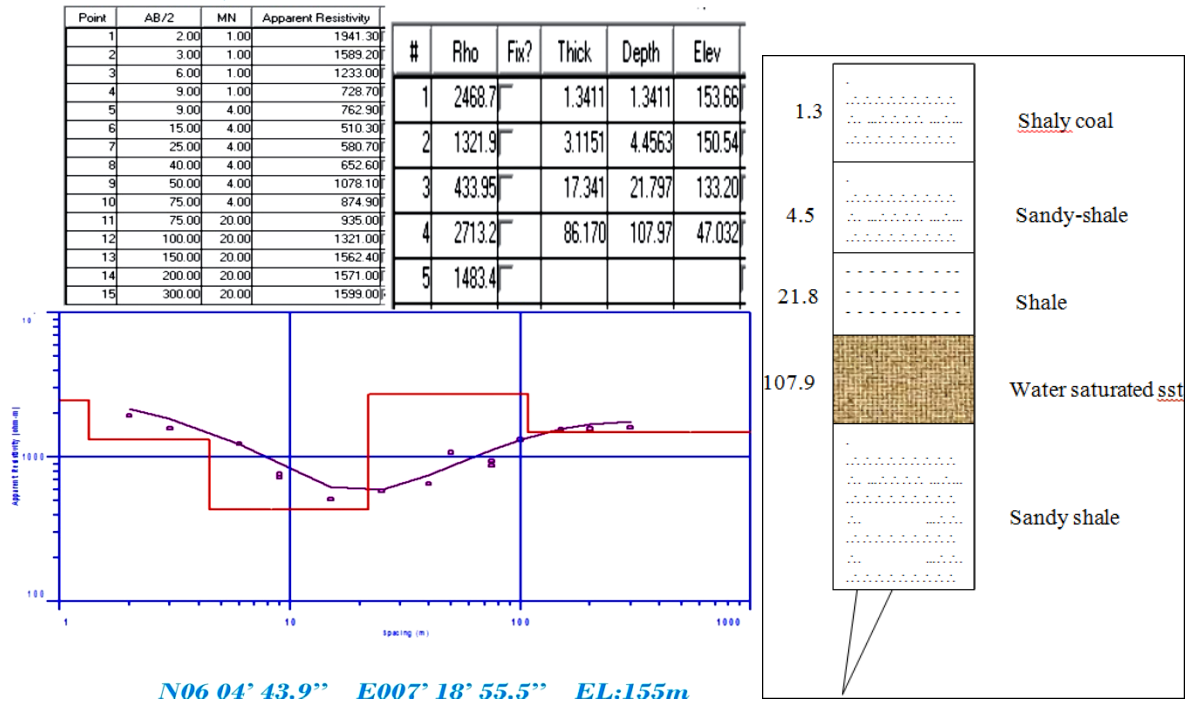 Point AB/2 MN Apparent Resistivity
1 2.00 1.00 1941.30
2 3.00 1.00 1589.20
3 6.00 1.00 1233.00
4 9.00 1.00 728.70
5 9.00 4.00 762.90
6 15.00 4.00 510.30
7 25.00 4.00 580.70
8 40.00 4.00 652.60
9 50.00 4.00 1078.10
10 75.00 4.00 874.90
11 75.00 20.00 935.00
12 100.00 20.00 1321.00
13 150.00 20.00 1562.40
14 200.00 20.00 1571.00
15 300.00 20.00 1599.00
# Rho Fix? Thick Depth Elev
1 2468.7 1.3411 1.3411 153.66
2 1321.9 3.1151 4.4563 150.54
3 433.95 17.341 21.797 133.20
4 2713.2 86.170 107.97 47.032
5 1483.4
10
1000
100
Apparent Resistivity (ohm-m)
1 10 100 1000
Spacing (m)
N06 04’ 43.9” E007’ 18’ 55.5” EL:155m
1.3 Shaly coal
4.5 Sandy-shale
21.8 Shale
107.9 Water saturated sst
Sandy shale